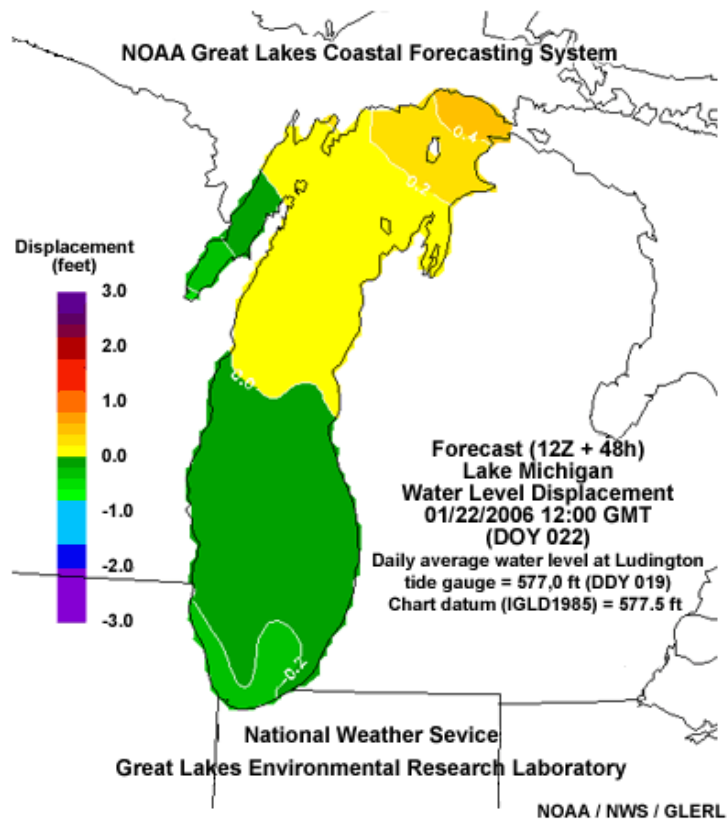 NOAA Great Lakes Coastal Forecasting System
0.4
0.2
Displacement
(feet)
3.0
2.0
1.0
0.0
-1.0
-2.0
-3.0
0.0
Forecast (12Z + 48h)
Lake Michigan
Water Level Displacement
01/22/2006 12:00 GMT
(DOY 022)
Daily average water level at Ludington
tide gauge = 577,0 ft (DDY 019)
Chart datum (IGLD1985) = 577.5 ft
-0.2
National Weather Sevice
Great Lakes Environmental Research Laboratory
NOAA / NWS / GLERL